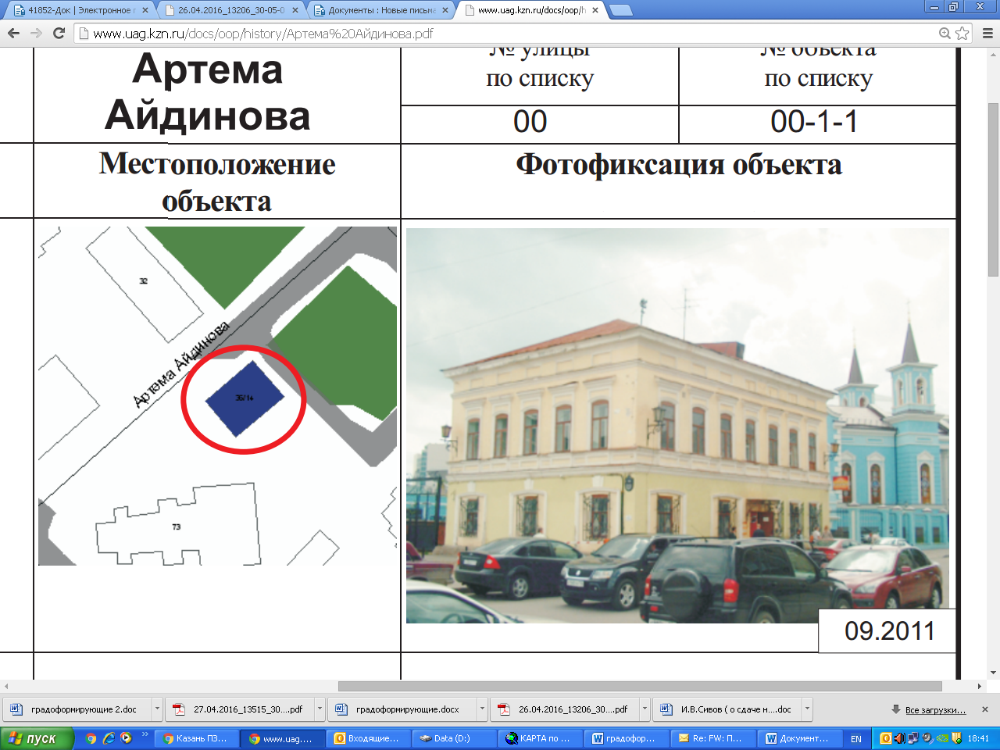 41852-Док | Электронное г
26.04.2016_13206_30-05-0
Документы : Новые письма
www.uag.kzn.ru/docs/oop/h
www.uag.kzn.ru/docs/oop/history/Артема%20Айдинова.pdf
Артема
Айдинова
№ улицы
по списку
№ объекта
по списку
00
00-1-1
Местоположение
объекта
Фотофиксация объекта
32
Артема Айдинова
36/14
73
09.2011
градоформирующие 2.doc
27.04.2016_13515_30....pdf
градоформирующие.docx
26.04.2016_13206_30....pdf
И.В.Сивов ( о сдаче н....doc
Все загрузки...
пуск
Казань ПЗ...
www.uag....
Входящие...
Data (D:)
КАРТА по ...
градофор...
Re: FW: П...
Документ...
EN
18:41